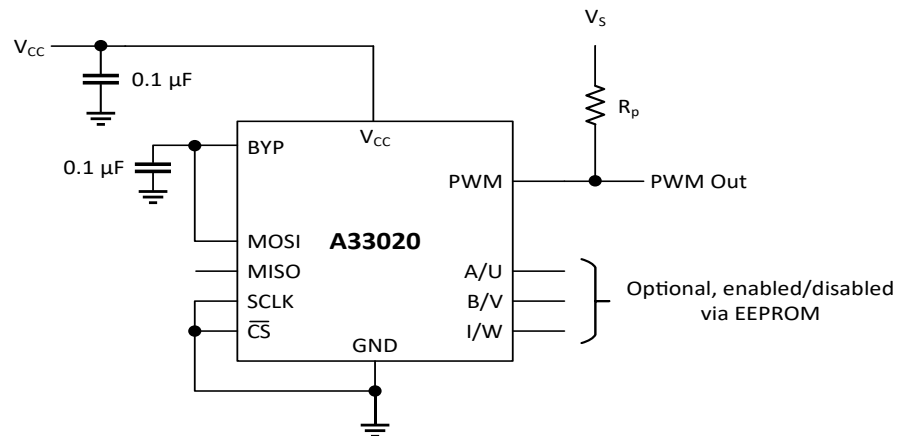 V_S
V_CC
0.1 µF
R_p
BYP
V_CC
0.1 µF
PWM
PWM Out
MOSI
A33020
MISO
A/U
SCLK
B/V
Optional, enabled/disabled
via EEPROM
C̅S̅
I/W
GND